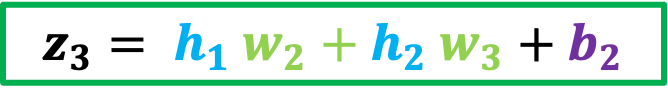 z₃ = h₁ w₂ + h₂ w₃ + b₂